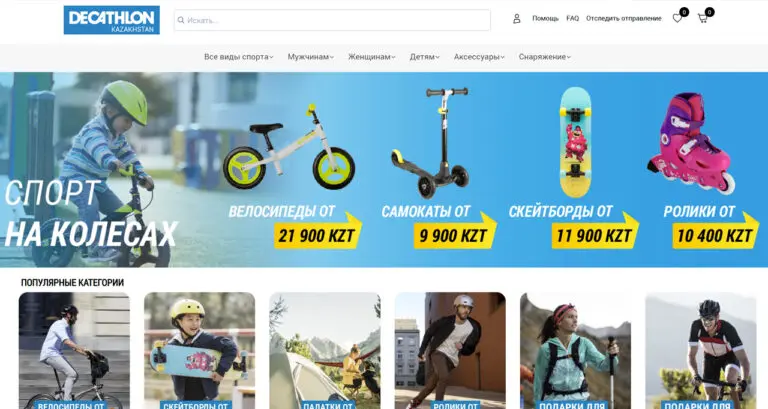 DECATHLON
KAZAKHSTAN
Искать...
Помощь FAQ Отследить отправление
0 0
Все виды спорта Мужчинам Женщинам Детям Аксессуары Снаряжение
СПОРТ
НА КОЛЕСАХ
ВЕЛОСИПЕДЫ ОТ
21 900 KZT
САМОКАТЫ ОТ
9 900 KZT
СКЕЙТБОРДЫ ОТ
11 900 KZT
РОЛИКИ ОТ
10 400 KZT
ПОПУЛЯРНЫЕ КАТЕГОРИИ
ВЕЛОСИПЕДЫ ОТ
СКЕЙТБОРДЫ ОТ
ПАЛАТКИ ОТ
РОЛИКИ ОТ
ПОДАРКИ ДЛЯ
ПОДАРКИ ДЛЯ